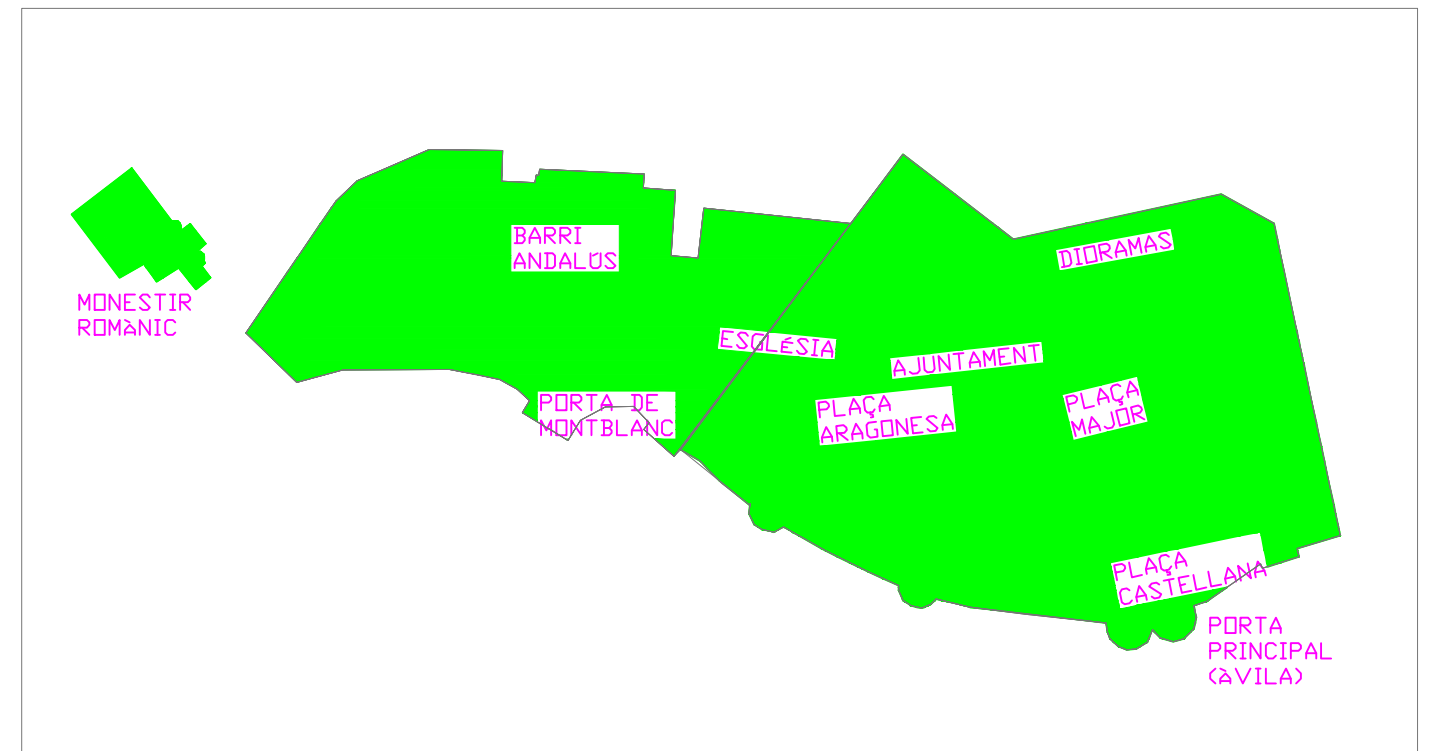 BARRI
ANDALÚS
DIORAMAS
MONESTIR
ROMÀNIC
ESGLÉSIA
AJUNTAMENT
PORTA DE
MONTBLANC
PLAÇA
ARAGONESA
PLAÇA
MAJOR
PLAÇA
CASTELLANA
PORTA
PRINCIPAL
(ÀVILA)